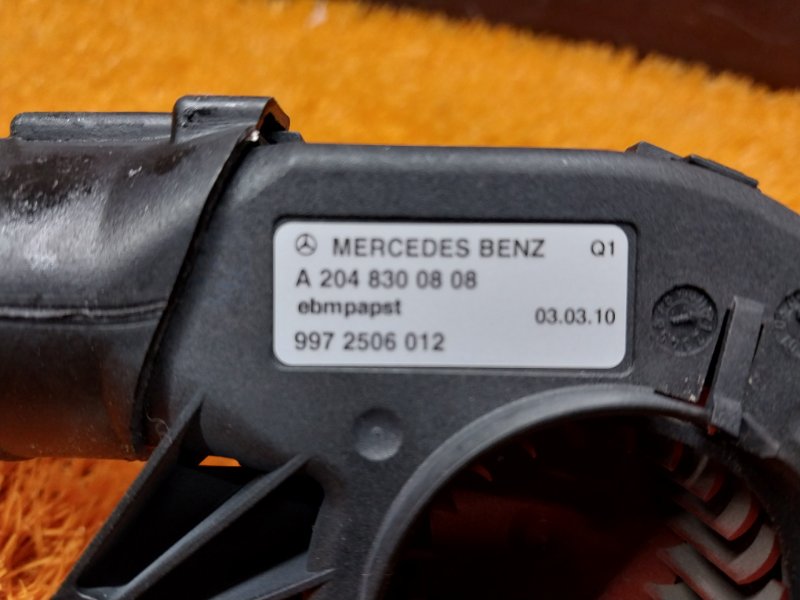 MERCEDES BENZ Q1
A 204 830 08 08
ebmpapst
03.03.10
997 2506 012